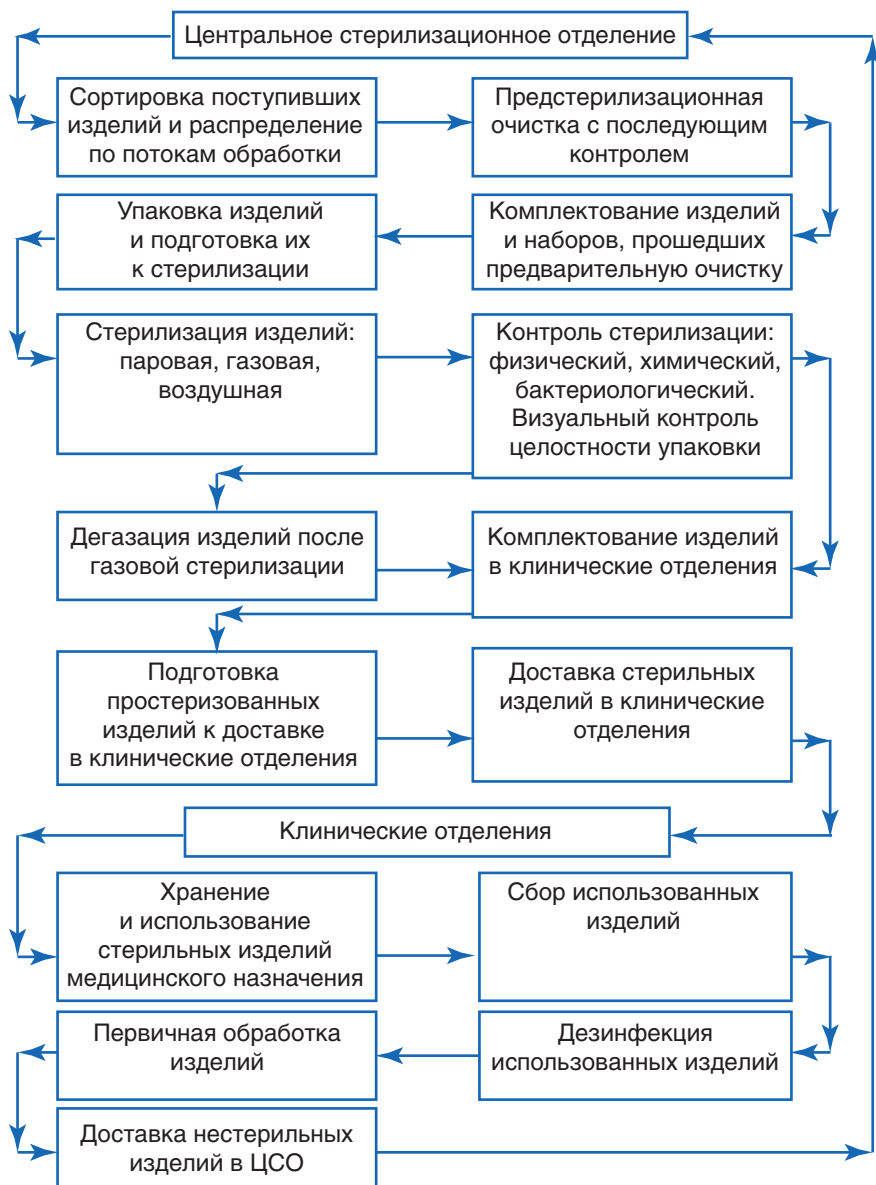 Центральное стерилизационное отделение
Сортировка поступивших
изделий и распределение
по потокам обработки
Предстерилизационная
очистка с последующим
контролем
Комплектование изделий
и наборов, прошедших
предварительную очистку
Упаковка изделий
и подготовка их
к стерилизации
Стерилизация изделий:
паровая, газовая,
воздушная
Контроль стерилизации:
физический, химический,
бактериологический.
Визуальный контроль
целостности упаковки
Дегазация изделий после
газовой стерилизации
Комплектование изделий
в клинические отделения
Подготовка
простеризованных
изделий к доставке
в клинические отделения
Доставка стерильных
изделий в клинические
отделения
Клинические отделения
Хранение
и использование
стерильных изделий
медицинского назначения
Сбор использованных
изделий
Дезинфекция
использованных изделий
Первичная обработка
изделий
Доставка нестерильных
изделий в ЦСО